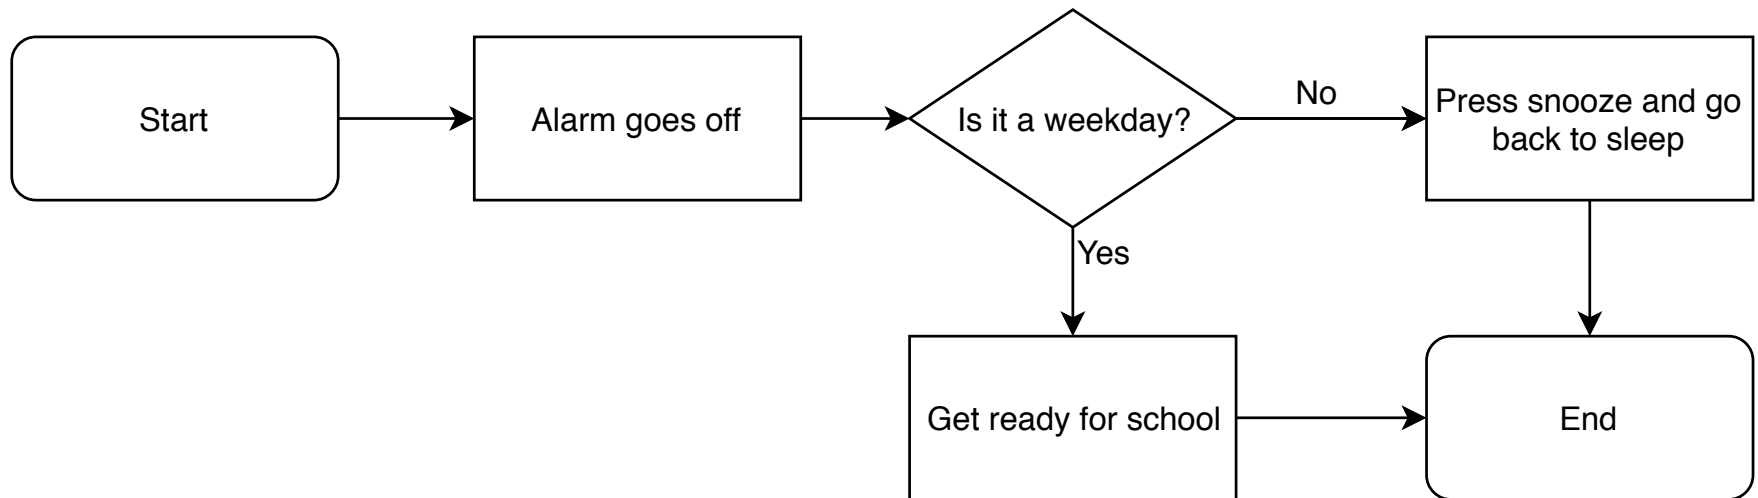 Start
Alarm goes off
Is it a weekday?
No
Press snooze and go
back to sleep
Yes
Get ready for school
End